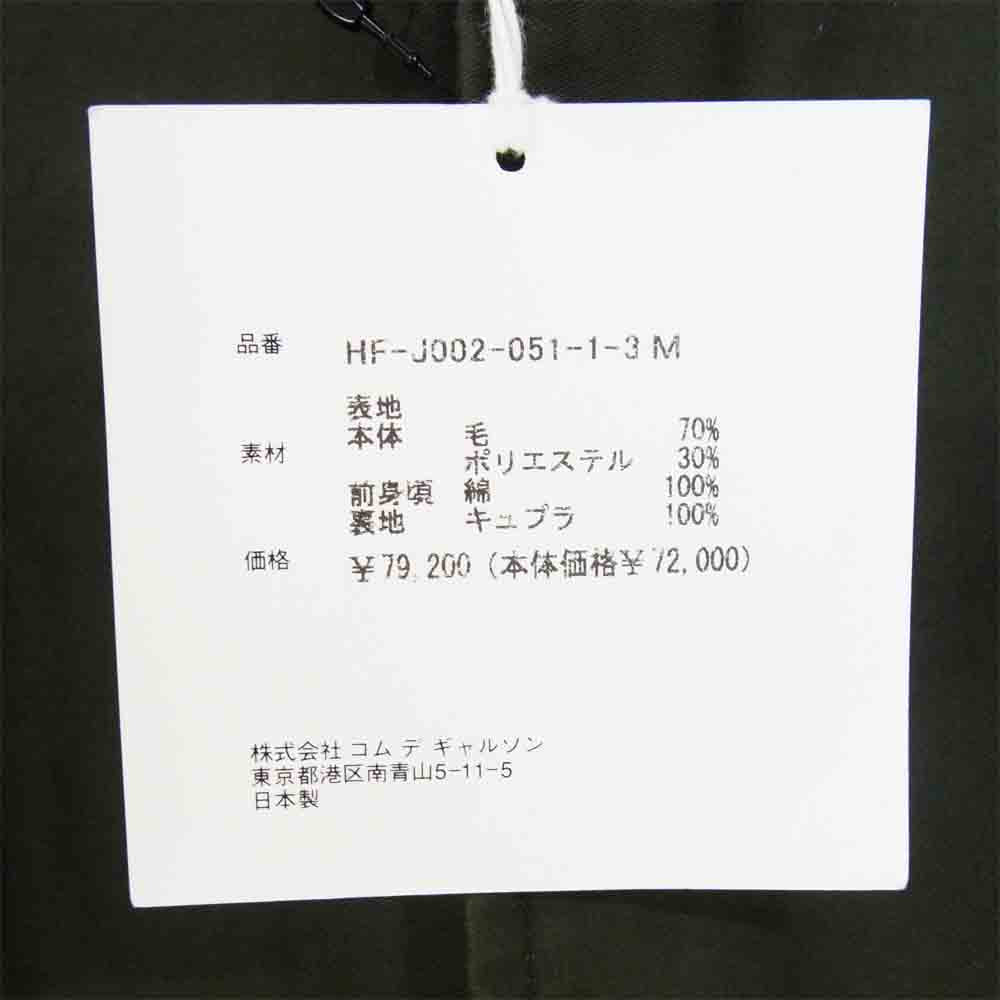 品番 HF-J002-051-1-3 M
表地
本体 毛 70%
素材
ポリエステル 30%
前身頃 綿 100%
裏地 キュプラ 100%
価格 ¥79,200 (本体価格¥72,000)
株式会社 コム デ ギャルソン
東京都港区南青山5-11-5
日本製